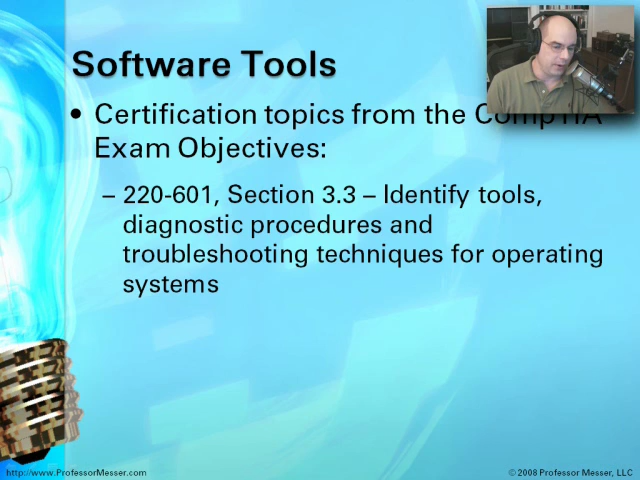 Software Tools
• Certification topics from the CompTIA
Exam Objectives:
– 220-601, Section 3.3 – Identify tools,
diagnostic procedures and
troubleshooting techniques for operating
systems
http://www.ProfessorMesser.com
© 2008 Professor Messer, LLC